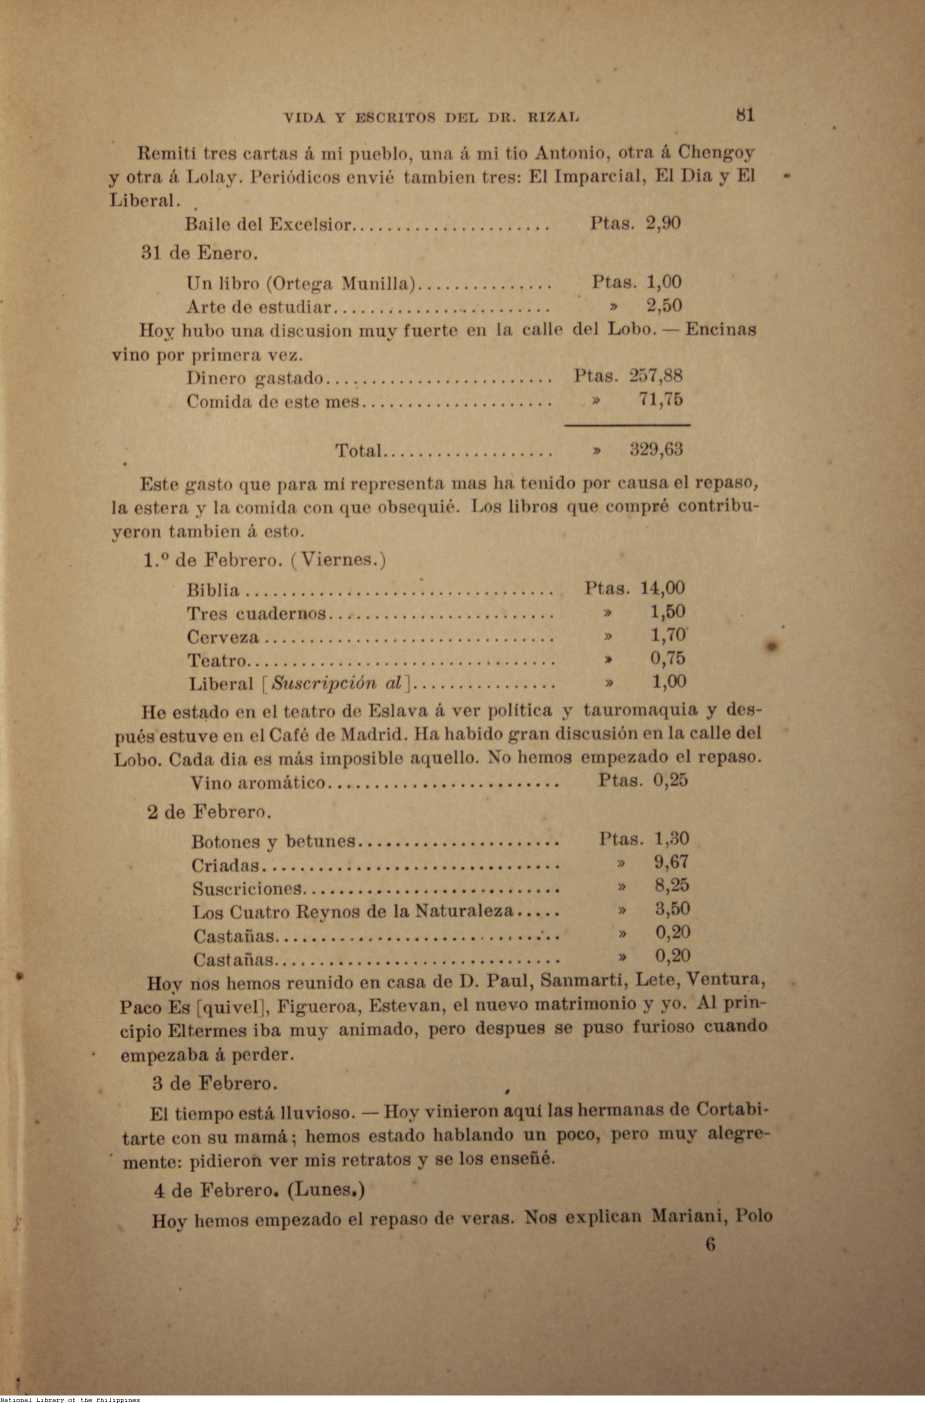 VIDA Y ESCRITOS DEL DR. RIZAL 81
Remití tres cartas á mi pueblo, una á mi tio Antonio, otra á Chengoy
y otra á Lolay. Periódicos envié tambien tres: El Imparcial, El Dia y El
Liberal.
Baile del Excelsior...................... Ptas. 2,90
31 de Enero.
Un libro (Ortega Munilla)............... Ptas. 1,00
Arte de estudiar........................ » 2,50
Hoy hubo una discusion muy fuerte en la calle del Lobo. — Encinas
vino por primera vez.
Dinero gastado......................... Ptas. 257,88
Comida de este mes..................... » 71,75
Total................... » 329,63
Este gasto que para mí representa mas ha tenido por causa el repaso,
la estera y la comida con que obsequié. Los libros que compré contribu-
yeron tambien á esto.
1.º de Febrero. (Viernes.)
Biblia.................................. Ptas. 14,00
Tres cuadernos......................... » 1,50
Cerveza................................ » 1,70
Teatro.................................. » 0,75
Liberal [Suscripción al]................ » 1,00
He estado en el teatro de Eslava á ver política y tauromaquia y des-
pués estuve en el Café de Madrid. Ha habido gran discusión en la calle del
Lobo. Cada dia es más imposible aquello. No hemos empezado el repaso.
Vino aromático.......................... Ptas. 0,25
2 de Febrero.
Botones y betunes...................... Ptas. 1,30
Criadas................................. » 9,67
Suscriciones............................ » 8,25
Los Cuatro Reynos de la Naturaleza..... » 3,50
Castañas............................... » 0,20
Castañas............................... » 0,20
Hoy nos hemos reunido en casa de D. Paul, Sanmartí, Lete, Ventura,
Paco Es [quivel], Figueroa, Estevan, el nuevo matrimonio y yo. Al prin-
cipio Eltermes iba muy animado, pero despues se puso furioso cuando
empezaba á perder.
3 de Febrero.
El tiempo está lluvioso. — Hoy vinieron aquí las hermanas de Cortabi-
tarte con su mamá; hemos estado hablando un poco, pero muy alegre-
mente: pidieron ver mis retratos y se los enseñé.
4 de Febrero. (Lunes.)
Hoy hemos empezado el repaso de veras. Nos explican Mariani, Polo
6
National Library of the Philippines